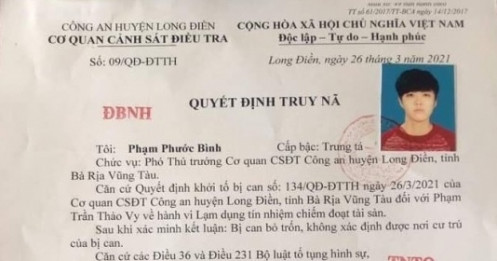 TT số 61/2017/TT-BCA ngày 14/12/2017
CÔNG AN HUYỆN LONG ĐIỀN
CƠ QUAN CẢNH SÁT ĐIỀU TRA
Số: 09/QĐ-ĐTTH
CỘNG HÒA XÃ HỘI CHỦ NGHĨA VIỆT NAM
Độc lập – Tự do – Hạnh phúc
Long Điền, ngày 26 tháng 3 năm 2021
ĐBNH
QUYẾT ĐỊNH TRUY NÃ
Tôi: Phạm Phước Bình Cấp bậc: Trung tá
Chức vụ: Phó Thủ trưởng Cơ quan CSĐT Công an huyện Long Điền, tỉnh
Bà Rịa Vũng Tàu.
Căn cứ Quyết định khởi tố bị can số: 134/QĐ-ĐTTH ngày 26/3/2021 của
Cơ quan CSĐT Công an huyện Long Điền, tỉnh Bà Rịa Vũng Tàu đối với Phạm
Trần Thảo Vy về hành vi Lạm dụng tín nhiệm chiếm đoạt tài sản.
Sau khi xác minh kết luận: Bị can bỏ trốn, không xác định được nơi cư trú
của bị can.
Căn cứ các Điều 36 và Điều 231 Bộ luật tố tụng hình sự,